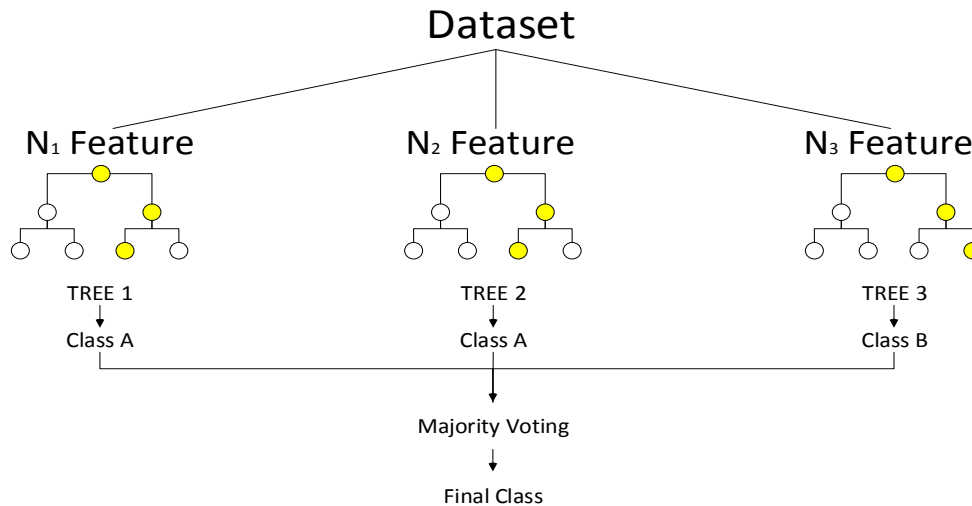 Dataset
N₁ Feature
N₂ Feature
N₃ Feature
TREE 1
TREE 2
TREE 3
Class A
Class A
Class B
Majority Voting
Final Class